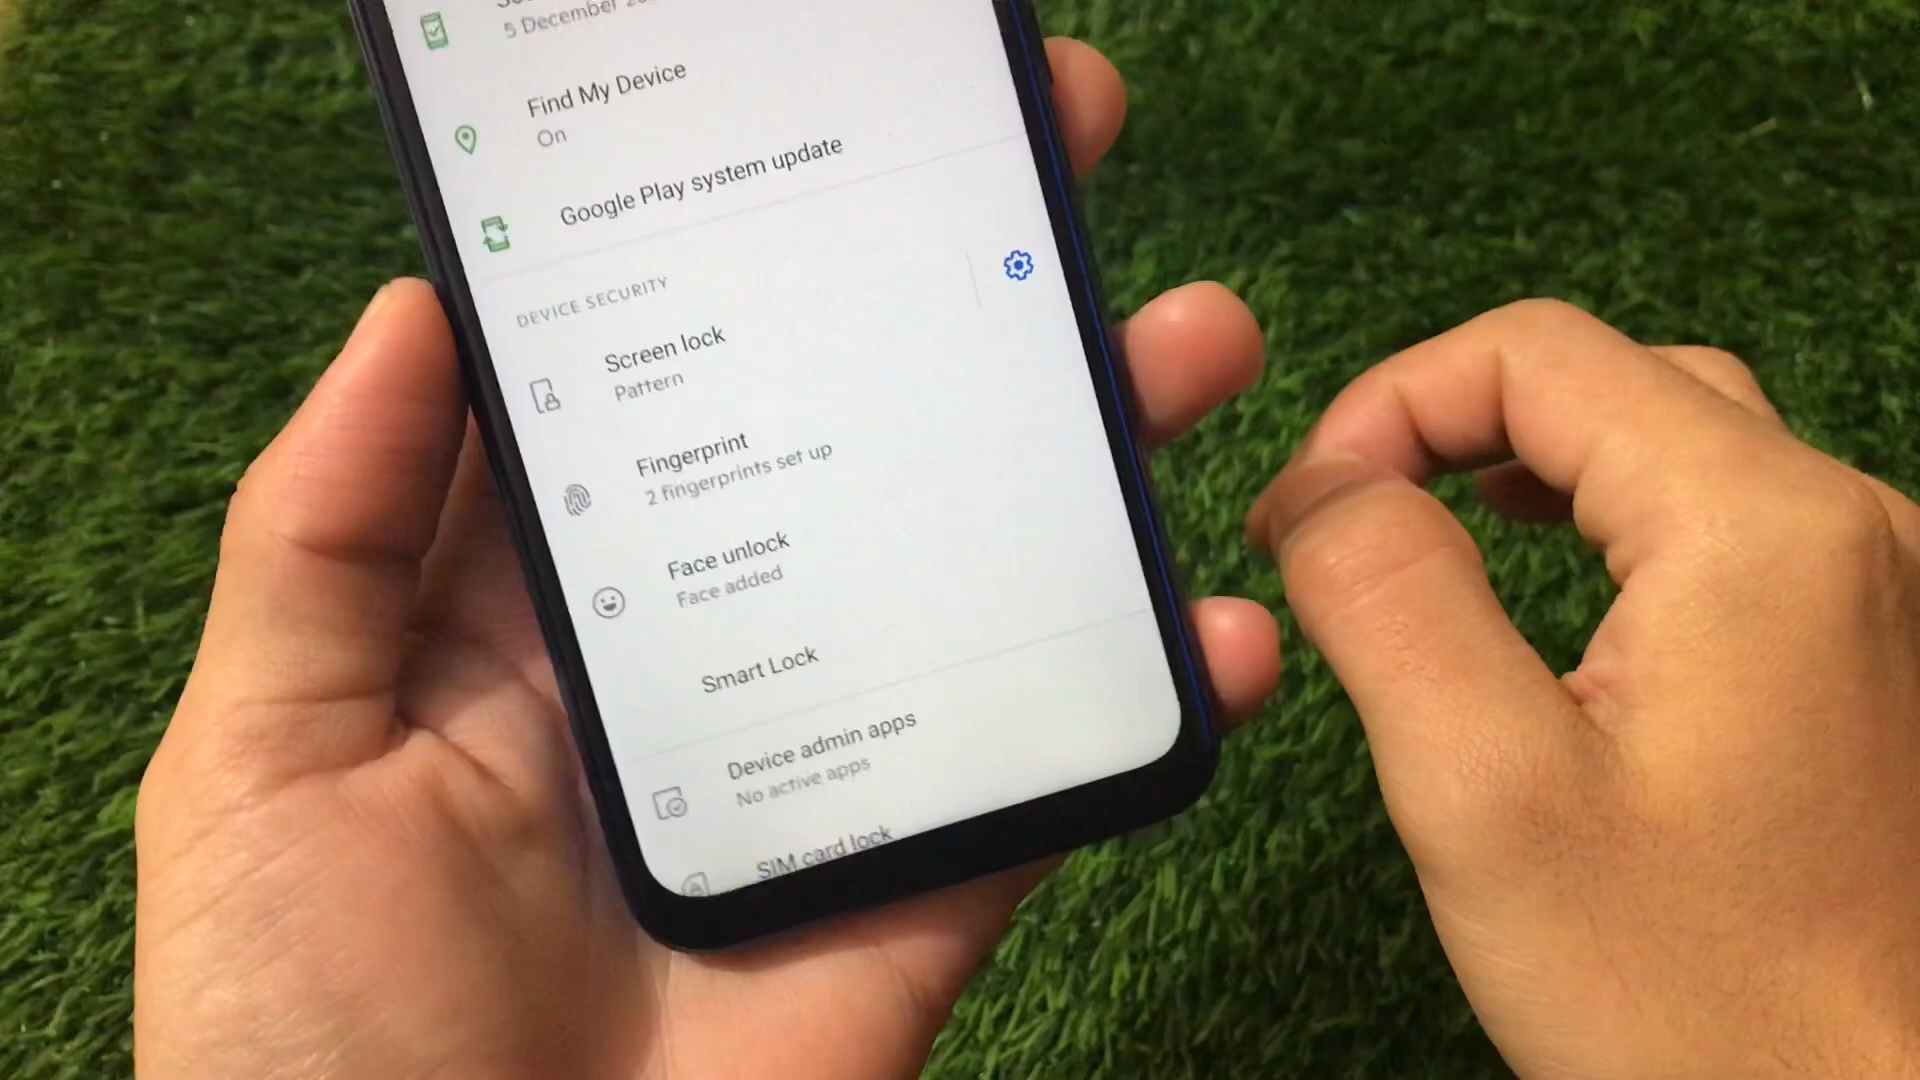 5 December
Find My Device
On
Google Play system update
DEVICE SECURITY
Screen lock
Pattern
Fingerprint
2 fingerprints set up
Face unlock
Face added
Smart Lock
Device admin apps
No active apps
SIM card lock